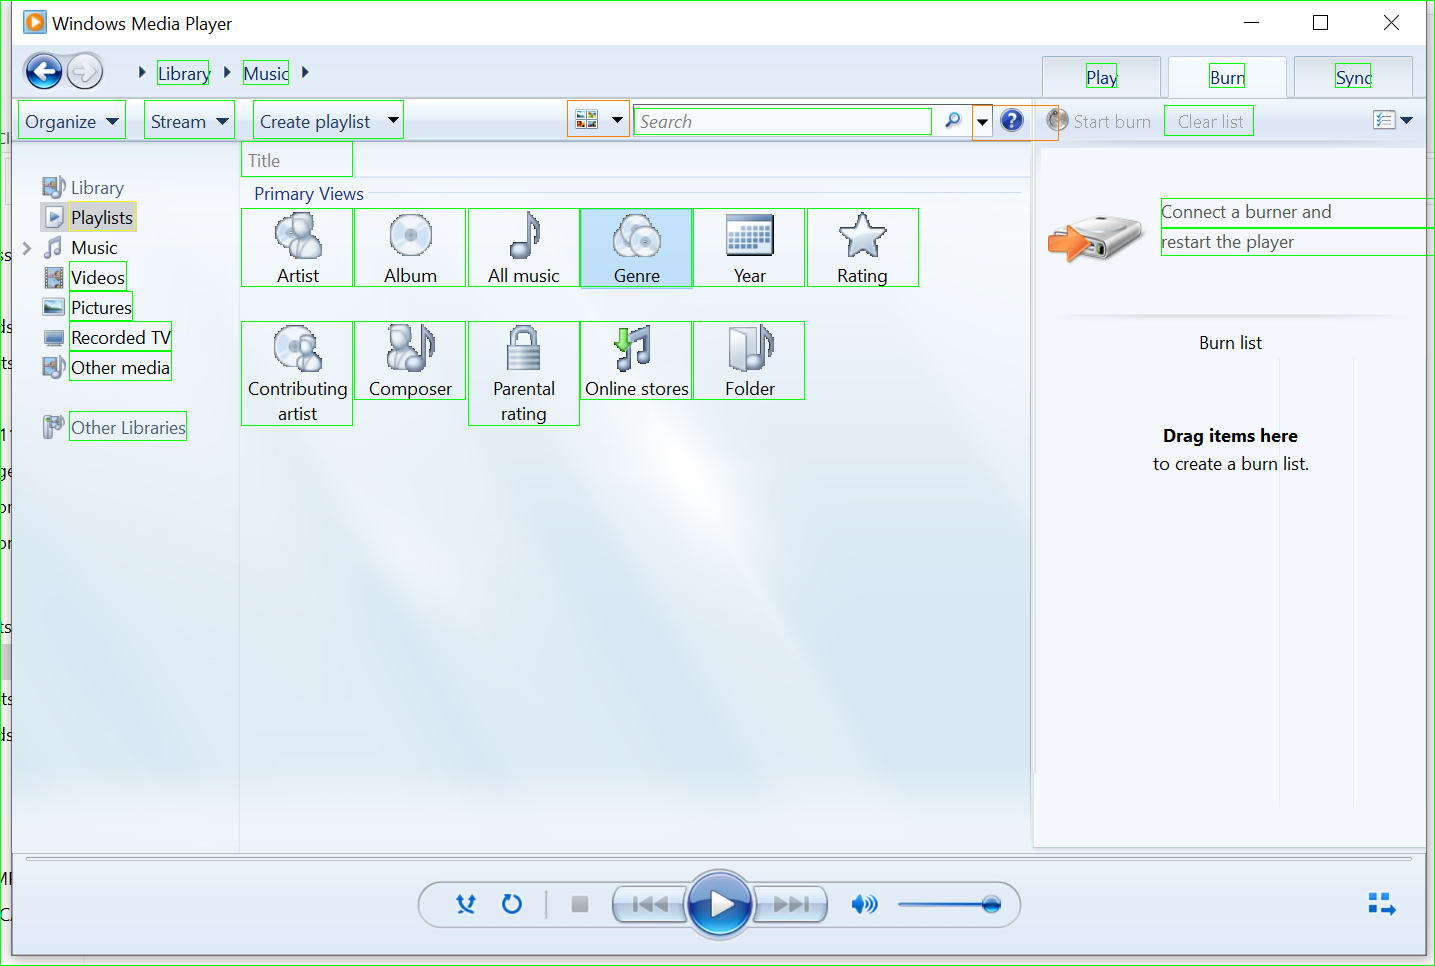 Windows Media Player
Library Music
Play Burn Sync
Organize Stream Create playlist
Search
Start burn Clear list
Title
Library
Playlists
Music
Videos
Pictures
Recorded TV
Other media
Other Libraries
Primary Views
Artist Album All music Genre Year Rating
Contributing artist
Composer
Parental rating
Online stores
Folder
Connect a burner and
restart the player
Burn list
Drag items here
to create a burn list.